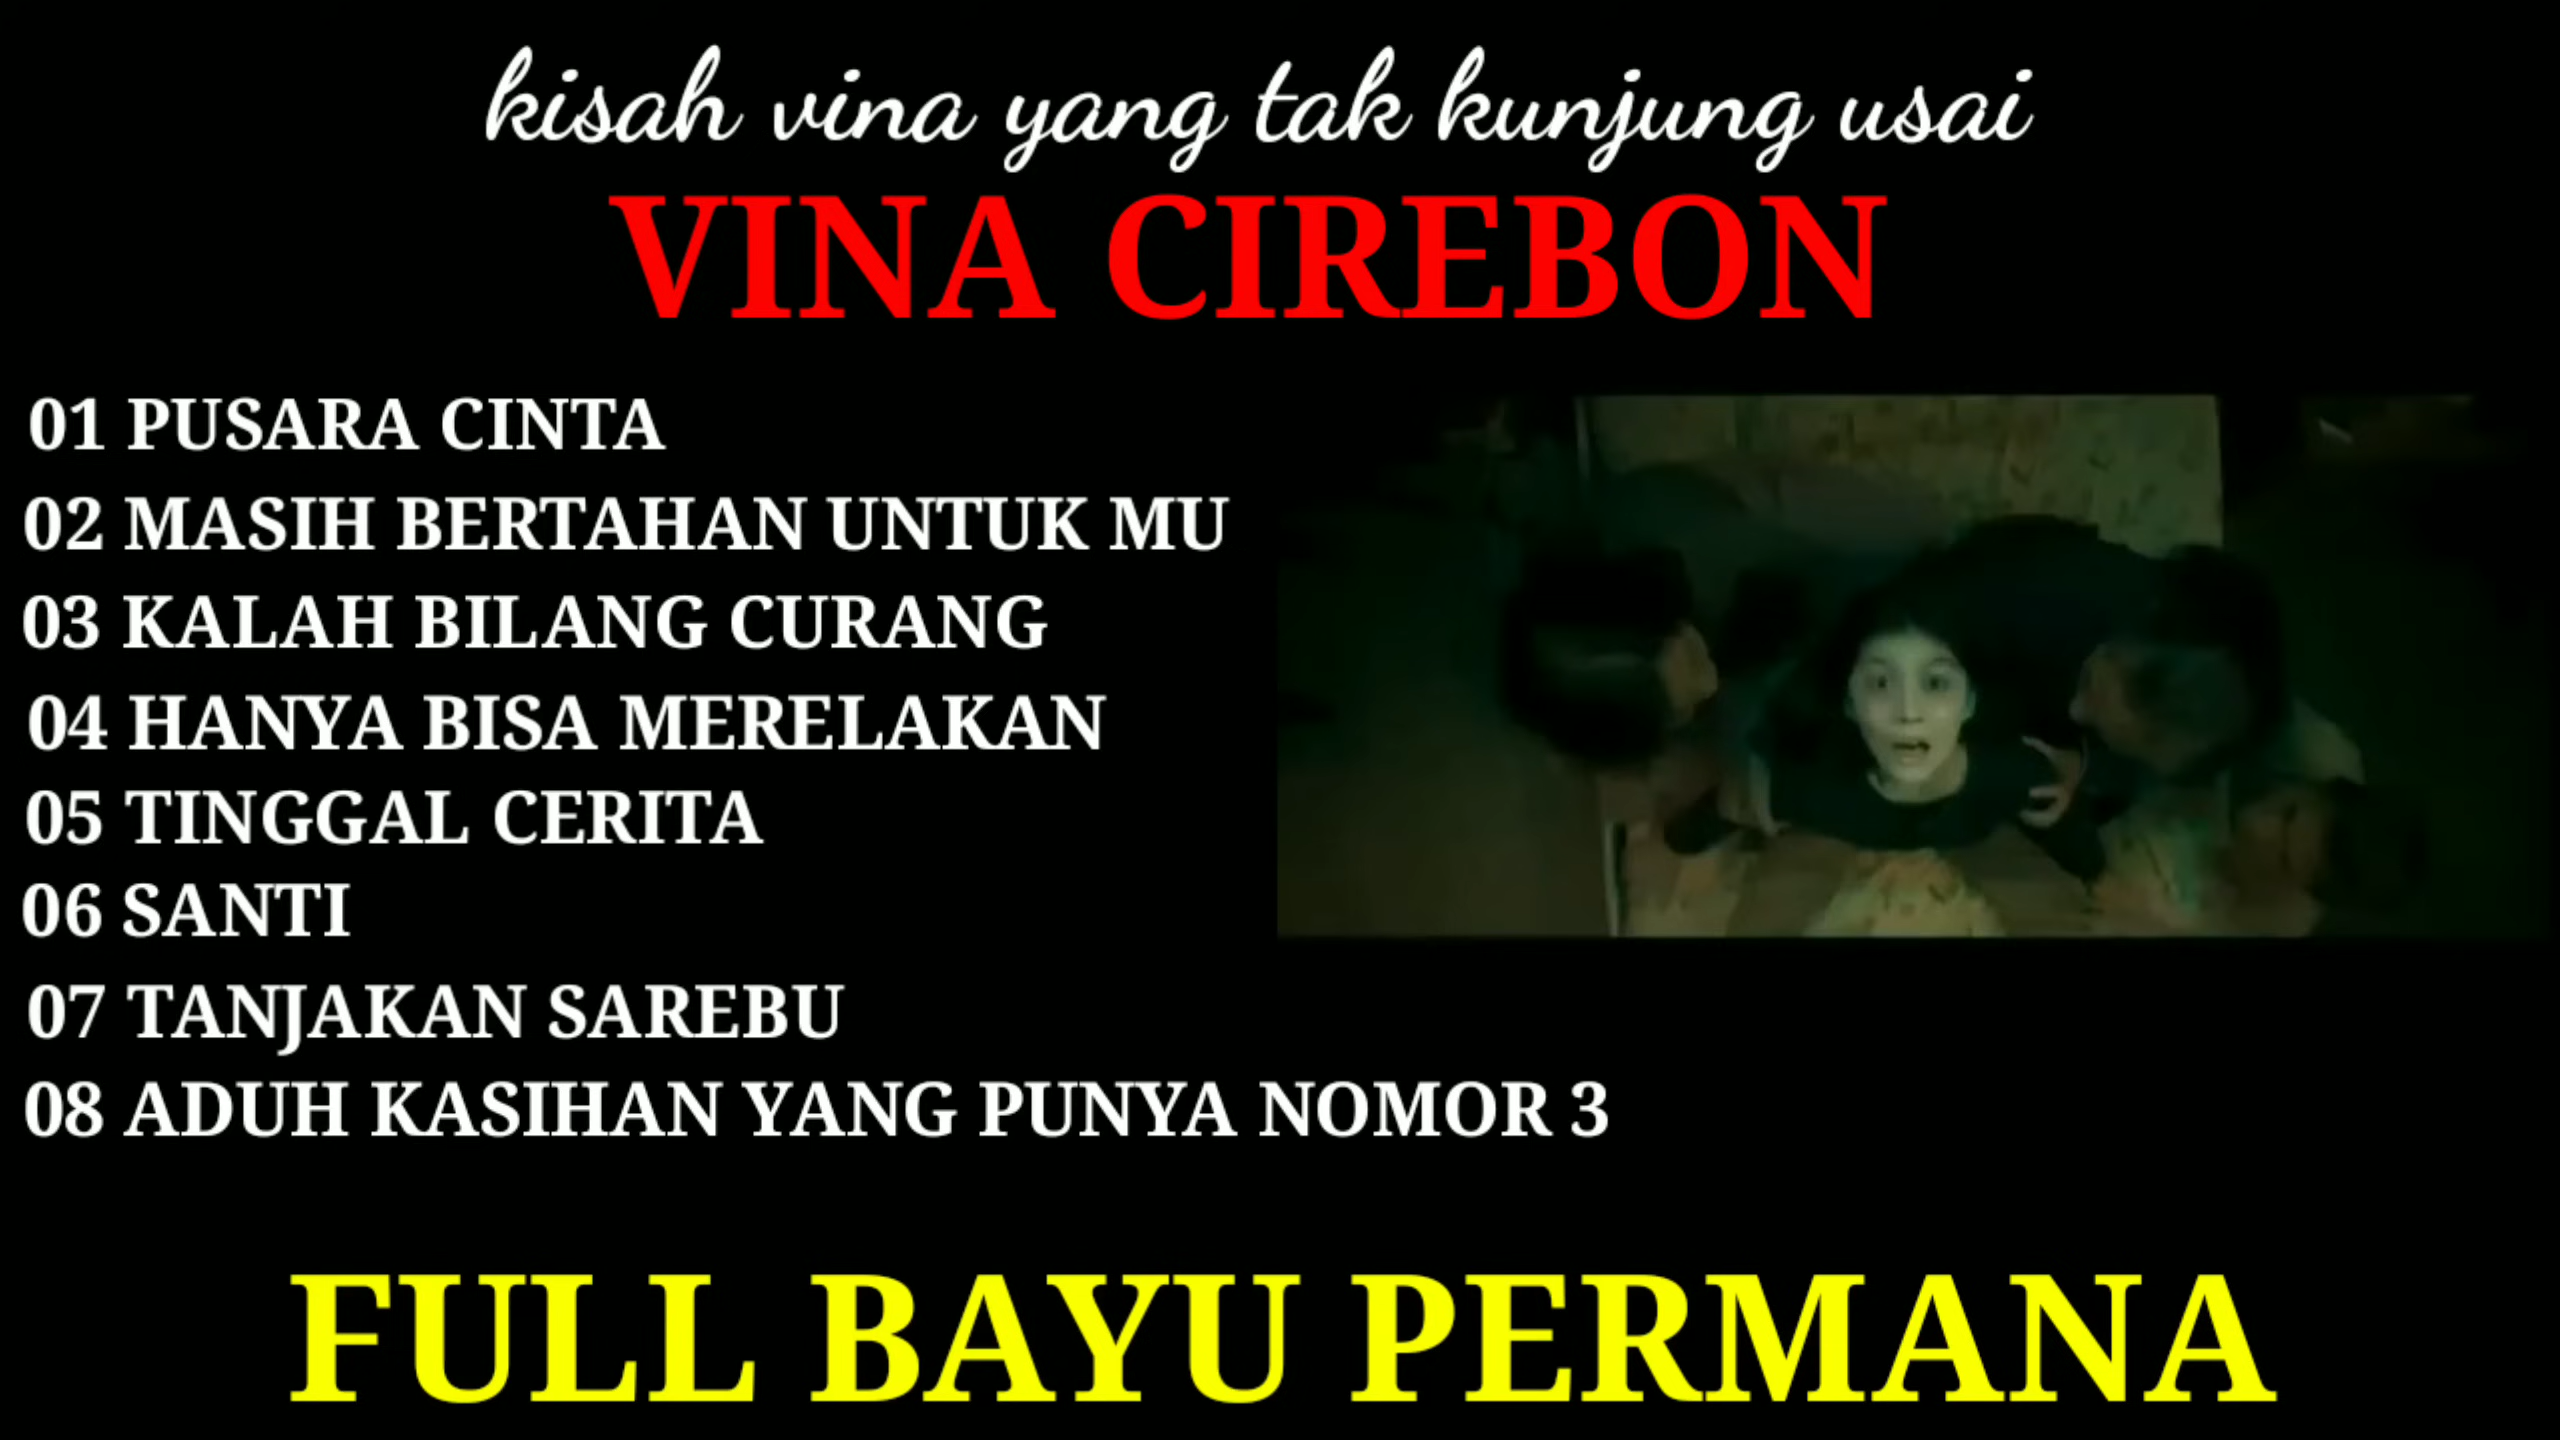 kisah vina yang tak kunjung usai
VINA CIREBON
01 PUSARA CINTA
02 MASIH BERTAHAN UNTUK MU
03 KALAH BILANG CURANG
04 HANYA BISA MERELAKAN
05 TINGGAL CERITA
06 SANTI
07 TANJAKAN SAREBU
08 ADUH KASIHAN YANG PUNYA NOMOR 3
FULL BAYU PERMANA